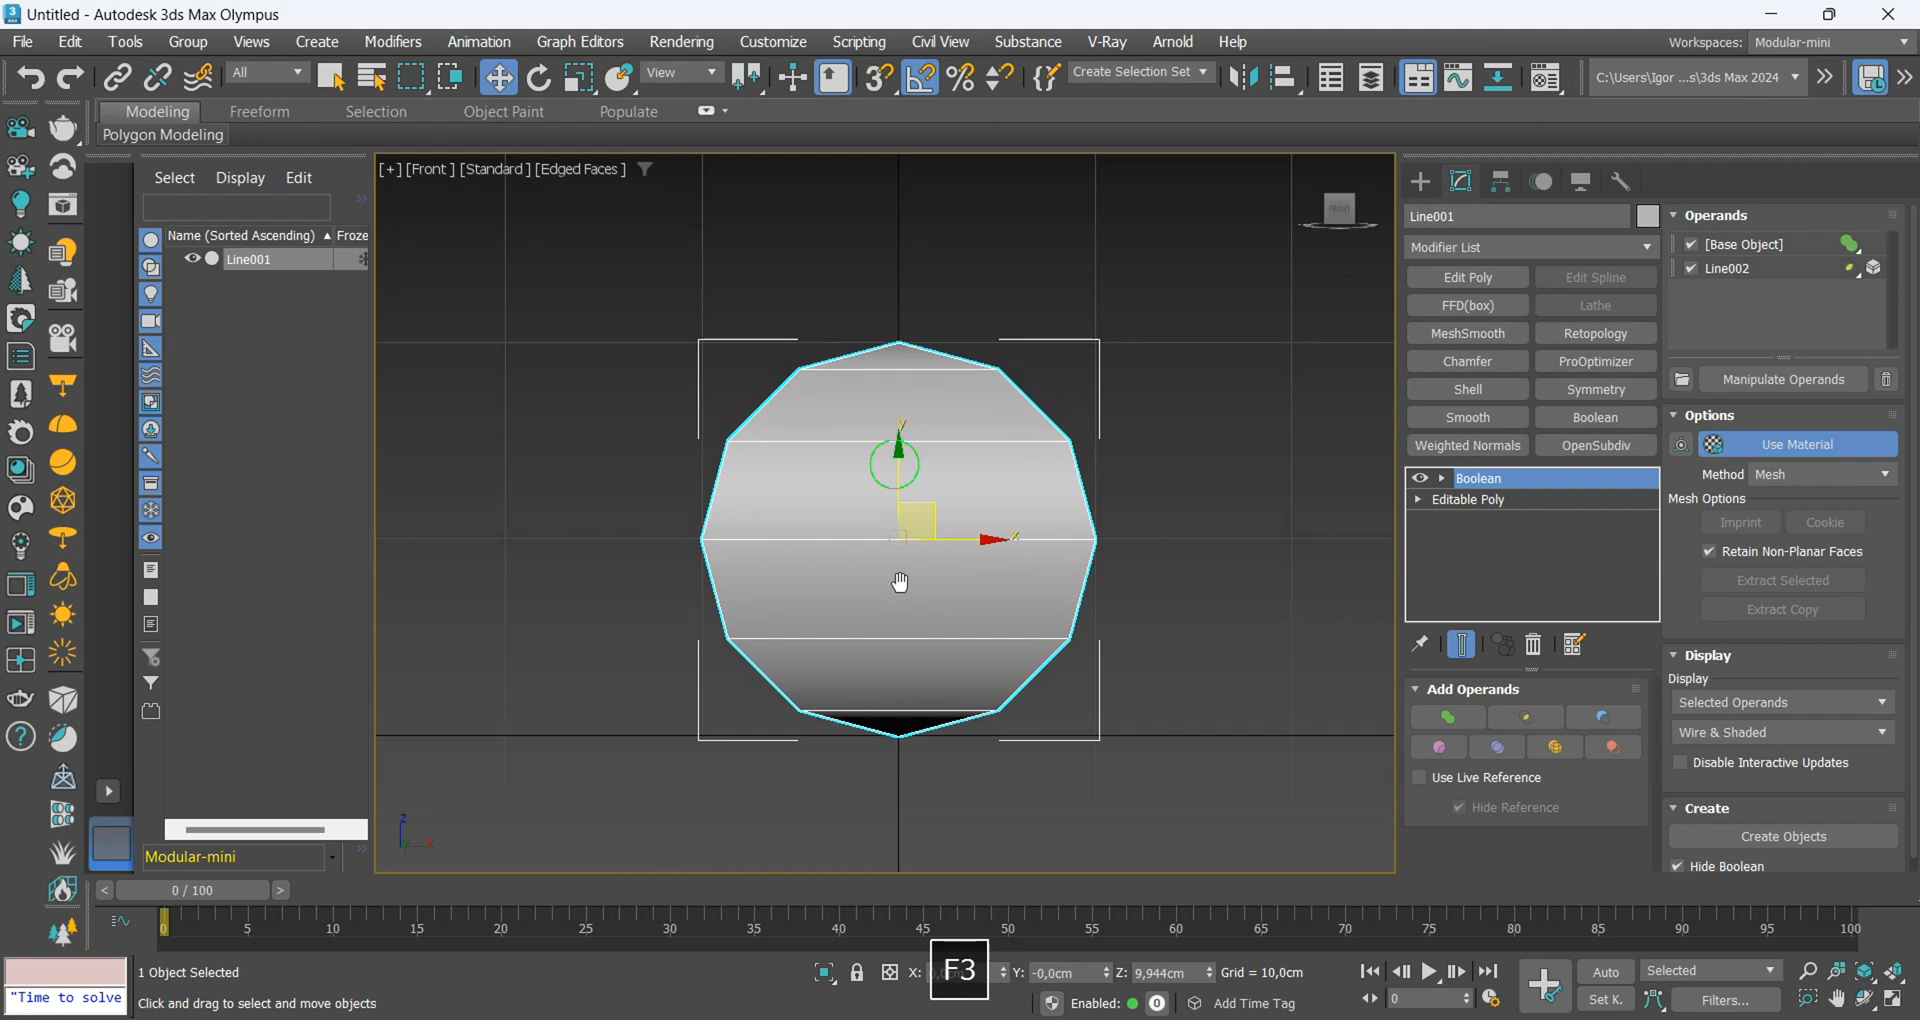 Untitled - Autodesk 3ds Max Olympus
File Edit Tools Group Views Create Modifiers Animation Graph Editors Rendering Customize Scripting Civil View Substance V-Ray Arnold Help
Workspaces: Modular-mini
All
View
Create Selection Set
C:\Users\Igor ...s\3ds Max 2024
Modeling Freeform Selection Object Paint Populate
Polygon Modeling
Select Display Edit
Name (Sorted Ascending) Froze
Line001
Modular-mini
[+] [Front ] [Standard ] [Edged Faces ]
FRONT
y
x
z
x
Line001
Modifier List
Edit Poly Edit Spline
FFD(box) Lathe
MeshSmooth Retopology
Chamfer ProOptimizer
Shell Symmetry
Smooth Boolean
Weighted Normals OpenSubdiv
Boolean
Editable Poly
Add Operands
Use Live Reference
Hide Reference
Operands
[Base Object]
Line002
Manipulate Operands
Options
Use Material
Method Mesh
Mesh Options
Imprint Cookie
Retain Non-Planar Faces
Extract Selected
Extract Copy
Display
Display
Selected Operands
Wire & Shaded
Disable Interactive Updates
Create
Create Objects
Hide Boolean
< 0 / 100 >
0 5 10 15 20 25 30 35 40 45 50 55 60 65 70 75 80 85 90 95 100
F3
"Time to solve
1 Object Selected
Click and drag to select and move objects
X: Y: -0,0cm Z: 9,944cm Grid = 10,0cm
Enabled: 0 Add Time Tag
0
Auto Selected
Set K. Filters...